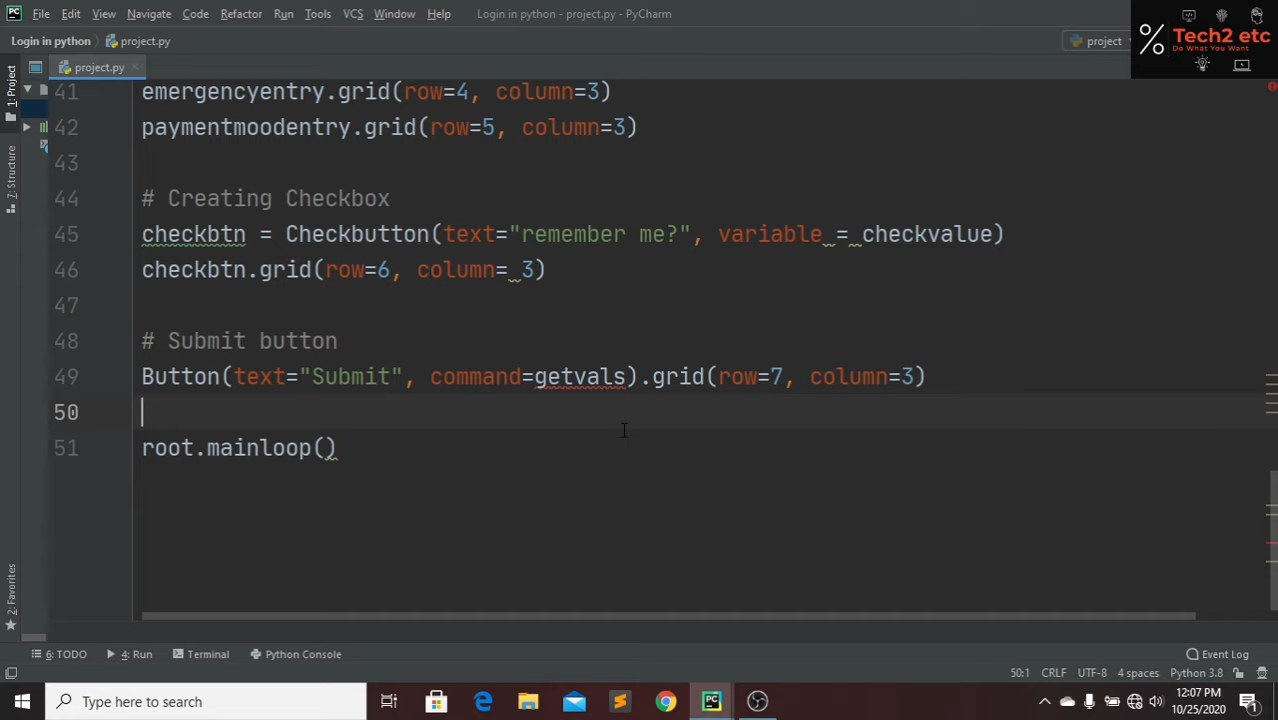 File Edit View Navigate Code Refactor Run Tools VCS Window Help Login in python - project.py - PyCharm
Login in python project.py project
Tech2 etc
Do What You Want
project.py
1: Project
7: Structure
2: Favorites
41 emergencyentry.grid(row=4, column=3)
42 paymentmoodentry.grid(row=5, column=3)
43
44 # Creating Checkbox
45 checkbtn = Checkbutton(text="remember me?", variable = checkvalue)
46 checkbtn.grid(row=6, column= 3)
47
48 # Submit button
49 Button(text="Submit", command=getvals).grid(row=7, column=3)
50
51 root.mainloop()
6: TODO 4: Run Terminal Python Console Event Log
50:1 CRLF UTF-8 4 spaces Python 3.8
Type here to search
PC
12:07 PM
10/25/2020
1